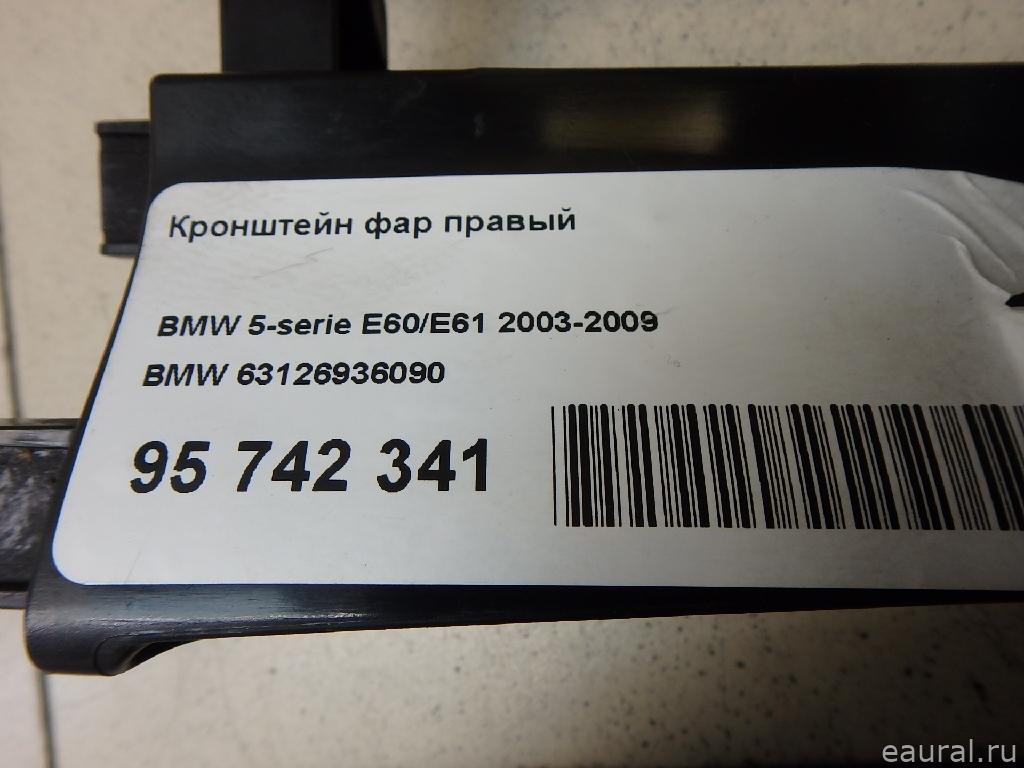 Кронштейн фар правый
BMW 5-serie E60/E61 2003-2009
BMW 63126936090
95 742 341
eaural.ru